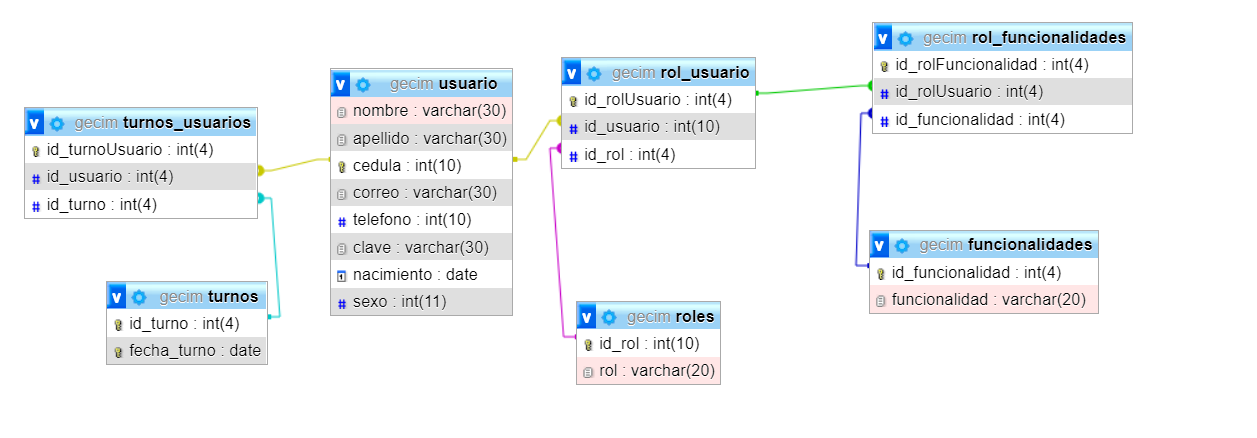 v gecim turnos_usuarios
id_turnoUsuario : int(4)
# id_usuario : int(4)
# id_turno : int(4)
v gecim turnos
id_turno : int(4)
fecha_turno : date
v gecim usuario
nombre : varchar(30)
apellido : varchar(30)
cedula : int(10)
correo : varchar(30)
# telefono : int(10)
clave : varchar(30)
nacimiento : date
# sexo : int(11)
v gecim rol_usuario
id_rolUsuario : int(4)
# id_usuario : int(10)
# id_rol : int(4)
v gecim roles
id_rol : int(10)
rol : varchar(20)
v gecim rol_funcionalidades
id_rolFuncionalidad : int(4)
# id_rolUsuario : int(4)
# id_funcionalidad : int(4)
v gecim funcionalidades
id_funcionalidad : int(4)
funcionalidad : varchar(20)